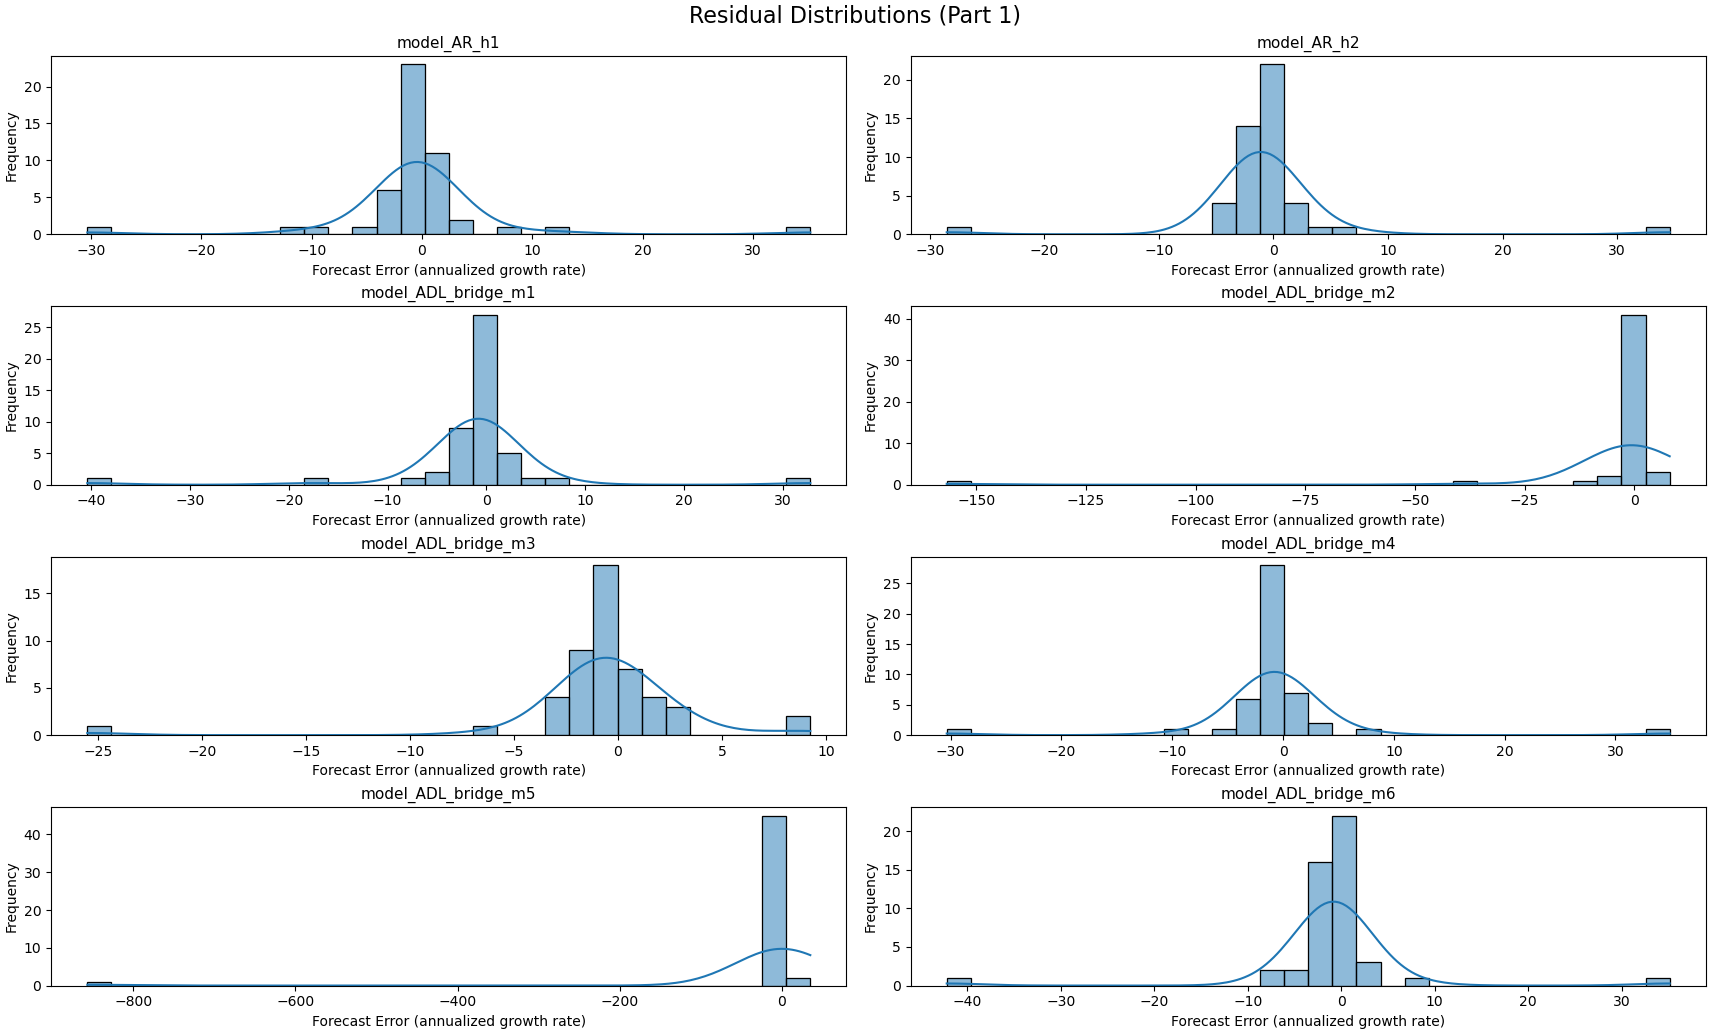 Residual Distributions (Part 1)
model_AR_h1
Frequency
20
15
10
5
0
−30 −20 −10 0 10 20 30
Forecast Error (annualized growth rate)
model_AR_h2
Frequency
20
15
10
5
0
−30 −20 −10 0 10 20 30
Forecast Error (annualized growth rate)
model_ADL_bridge_m1
Frequency
25
20
15
10
5
0
−40 −30 −20 −10 0 10 20 30
Forecast Error (annualized growth rate)
model_ADL_bridge_m2
Frequency
40
30
20
10
0
−150 −125 −100 −75 −50 −25 0
Forecast Error (annualized growth rate)
model_ADL_bridge_m3
Frequency
15
10
5
0
−25 −20 −15 −10 −5 0 5 10
Forecast Error (annualized growth rate)
model_ADL_bridge_m4
Frequency
25
20
15
10
5
0
−30 −20 −10 0 10 20 30
Forecast Error (annualized growth rate)
model_ADL_bridge_m5
Frequency
40
30
20
10
0
−800 −600 −400 −200 0
Forecast Error (annualized growth rate)
model_ADL_bridge_m6
Frequency
20
15
10
5
0
−40 −30 −20 −10 0 10 20 30
Forecast Error (annualized growth rate)